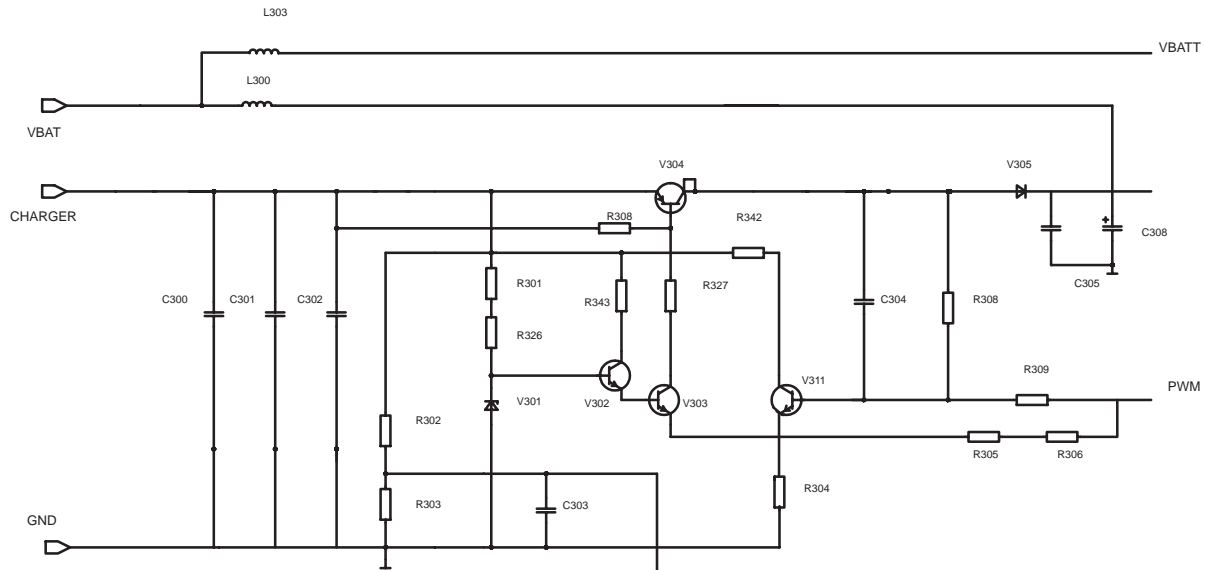 L303
VBATT
L300
VBAT
V304
V305
CHARGER
R308
R342
C308
R301
R327
C305
C300
C301
C302
R343
C304
R308
R326
V311
R309
PWM
V301
V302
V303
R302
R305
R306
R304
R303
C303
GND
+